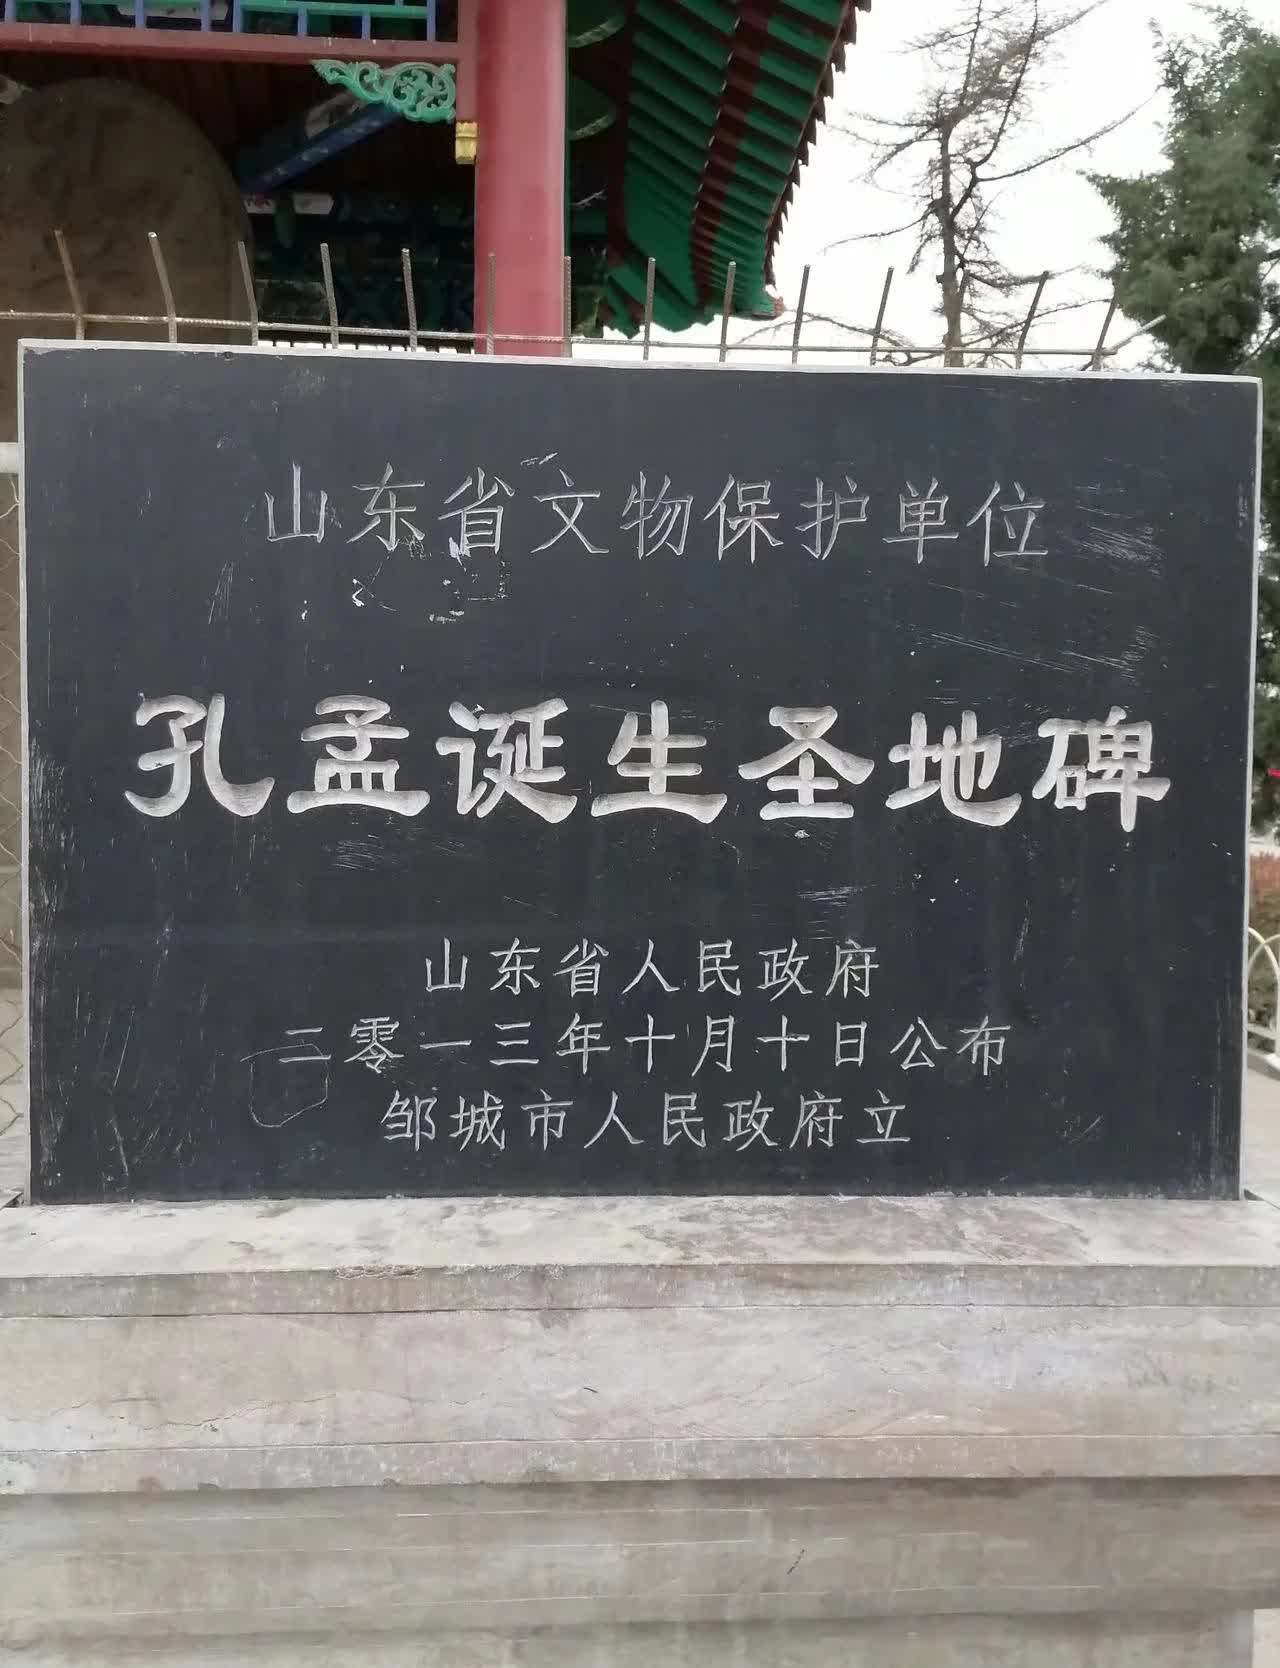 山东省文物保护单位
孔孟诞生圣地碑
山东省人民政府
二零一三年十月十日公布
邹城市人民政府立